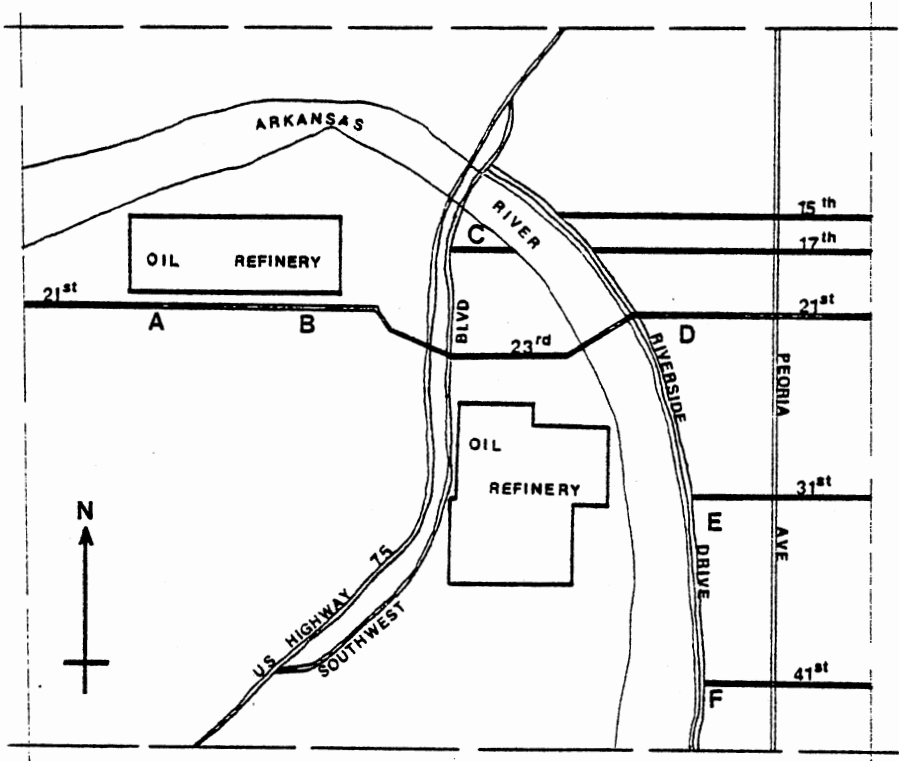 ARKANSAS
RIVER
15th
C
17th
OIL REFINERY
21st
21st
A
B
BLVD
D
23rd
RIVERSIDE
PEORIA
OIL
REFINERY
31st
N
E
AVE
DRIVE
US HIGHWAY 75
SOUTHWEST
41st
F